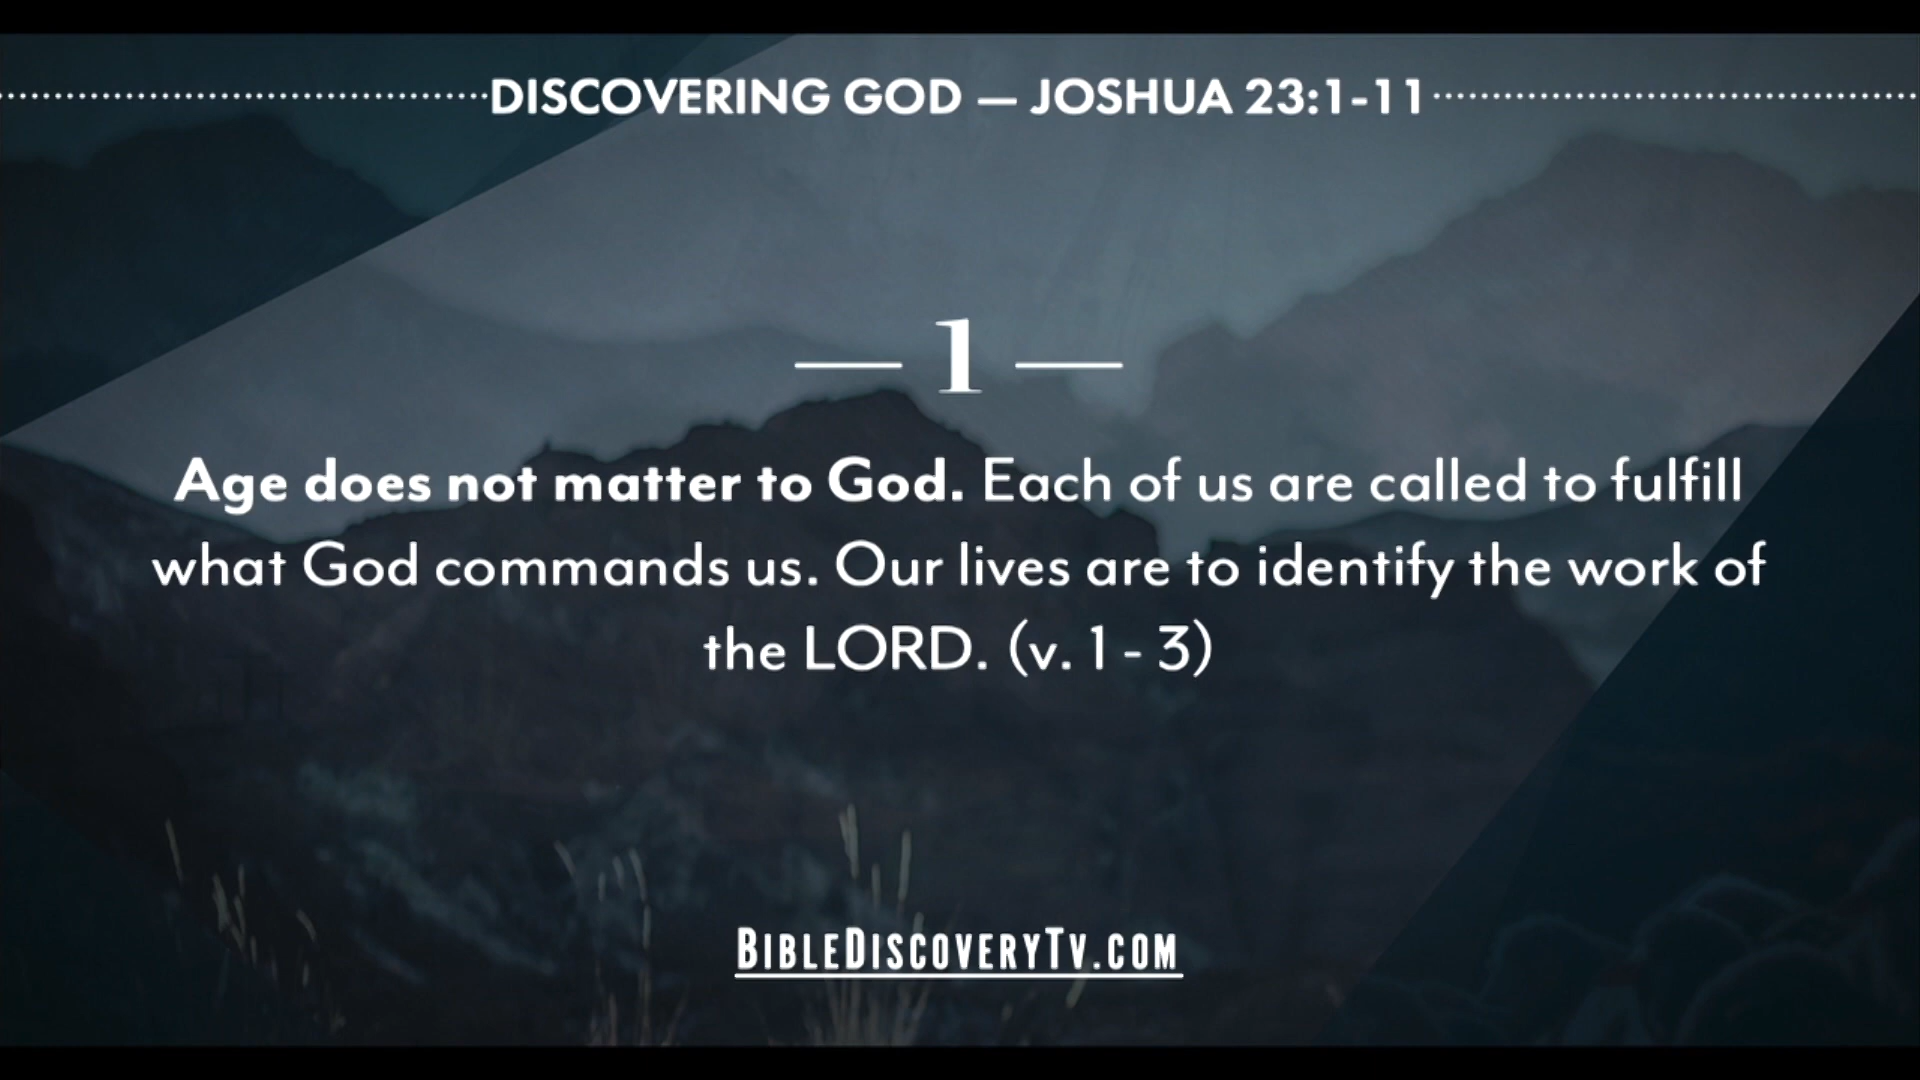 DISCOVERING GOD — JOSHUA 23:1-11
— 1 —
Age does not matter to God. Each of us are called to fulfill
what God commands us. Our lives are to identify the work of
the LORD. (v. 1 - 3)
BIBLEDISCOVERYTV.COM